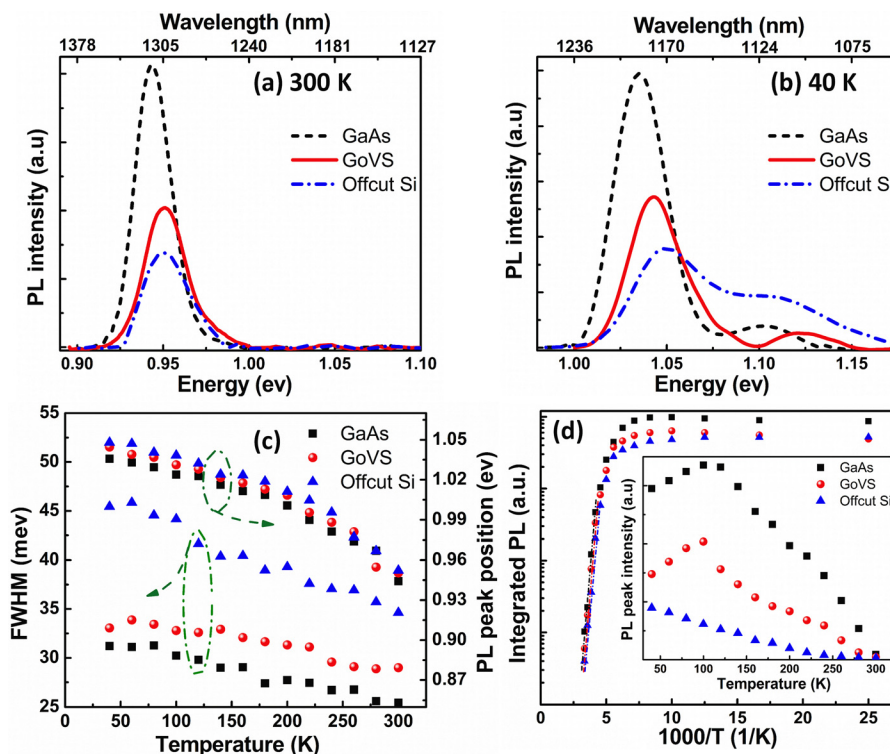 Wavelength (nm)
1378 1305 1240 1181 1127
(a) 300 K
GaAs
GoVS
Offcut Si
PL intensity (a.u)
0.90 0.95 1.00 1.05 1.10
Energy (ev)
Wavelength (nm)
1236 1170 1124 1075
(b) 40 K
GaAs
GoVS
Offcut S
PL intensity (a.u)
1.00 1.05 1.10 1.15
Energy (ev)
(c)
GaAs
GoVS
Offcut Si
FWHM (mev)
55
50
45
40
35
30
25
PL peak position (ev)
1.05
1.02
0.99
0.96
0.93
0.90
0.87
0 50 100 150 200 250 300
Temperature (K)
(d)
GaAs
GoVS
Offcut Si
Integrated PL (a.u.)
0 5 10 15 20 25
1000/T (1/K)
GaAs
GoVS
Offcut Si
PL peak intensity (a.u)
50 100 150 200 250 300
Temperature (K)